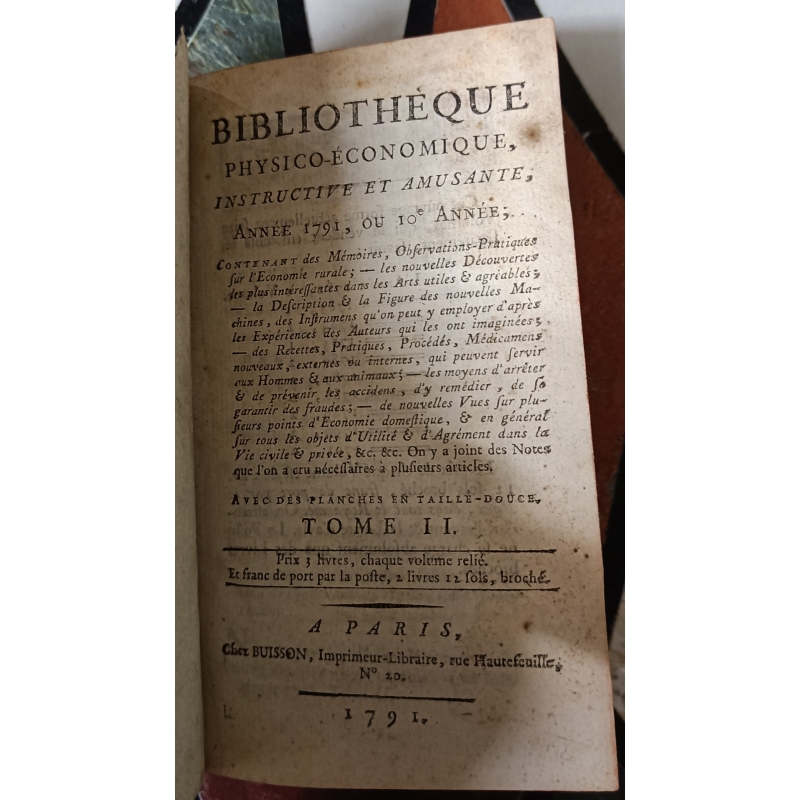 BIBLIOTHÈQUE
PHYSICO-ÉCONOMIQUE,
INSTRUCTIVE ET AMUSANTE,
ANNÉE 1791, OU 10e ANNÉE;
CONTENANT des Mémoires, Obſervations-Pratiques
ſur l'Economie rurale; — les nouvelles Découvertes
les plus intéreſſantes dans les Arts utiles & agréables;
— la Deſcription & la Figure des nouvelles Ma-
chines, des Inſtrumens qu'on peut y employer d'après
les Expériences des Auteurs qui les ont imaginées;
— des Recettes, Pratiques, Procédés, Médicamens
nouveaux, externes ou internes, qui peuvent ſervir
aux Hommes & aux animaux; — les moyens d'arrêter
& de prévenir les accidens, d'y remédier, de ſe
garantir des fraudes; — de nouvelles Vues ſur plu-
ſieurs points d'Economie domeſtique, & en général
ſur tous les objets d'Utilité & d'Agrément dans la
Vie civile & privée, &c. &c. On y a joint des Notes
que l'on a cru néceſſaires à pluſieurs articles.
AVEC DES PLANCHES EN TAILLE-DOUCE.
TOME II.
Prix 3 livres, chaque volume relié.
Et franc de port par la poſte, 2 livres 12 ſols, broché.
A PARIS,
Chez BUISSON, Imprimeur-Libraire, rue Hautefeuille,
N° 20.
1791.